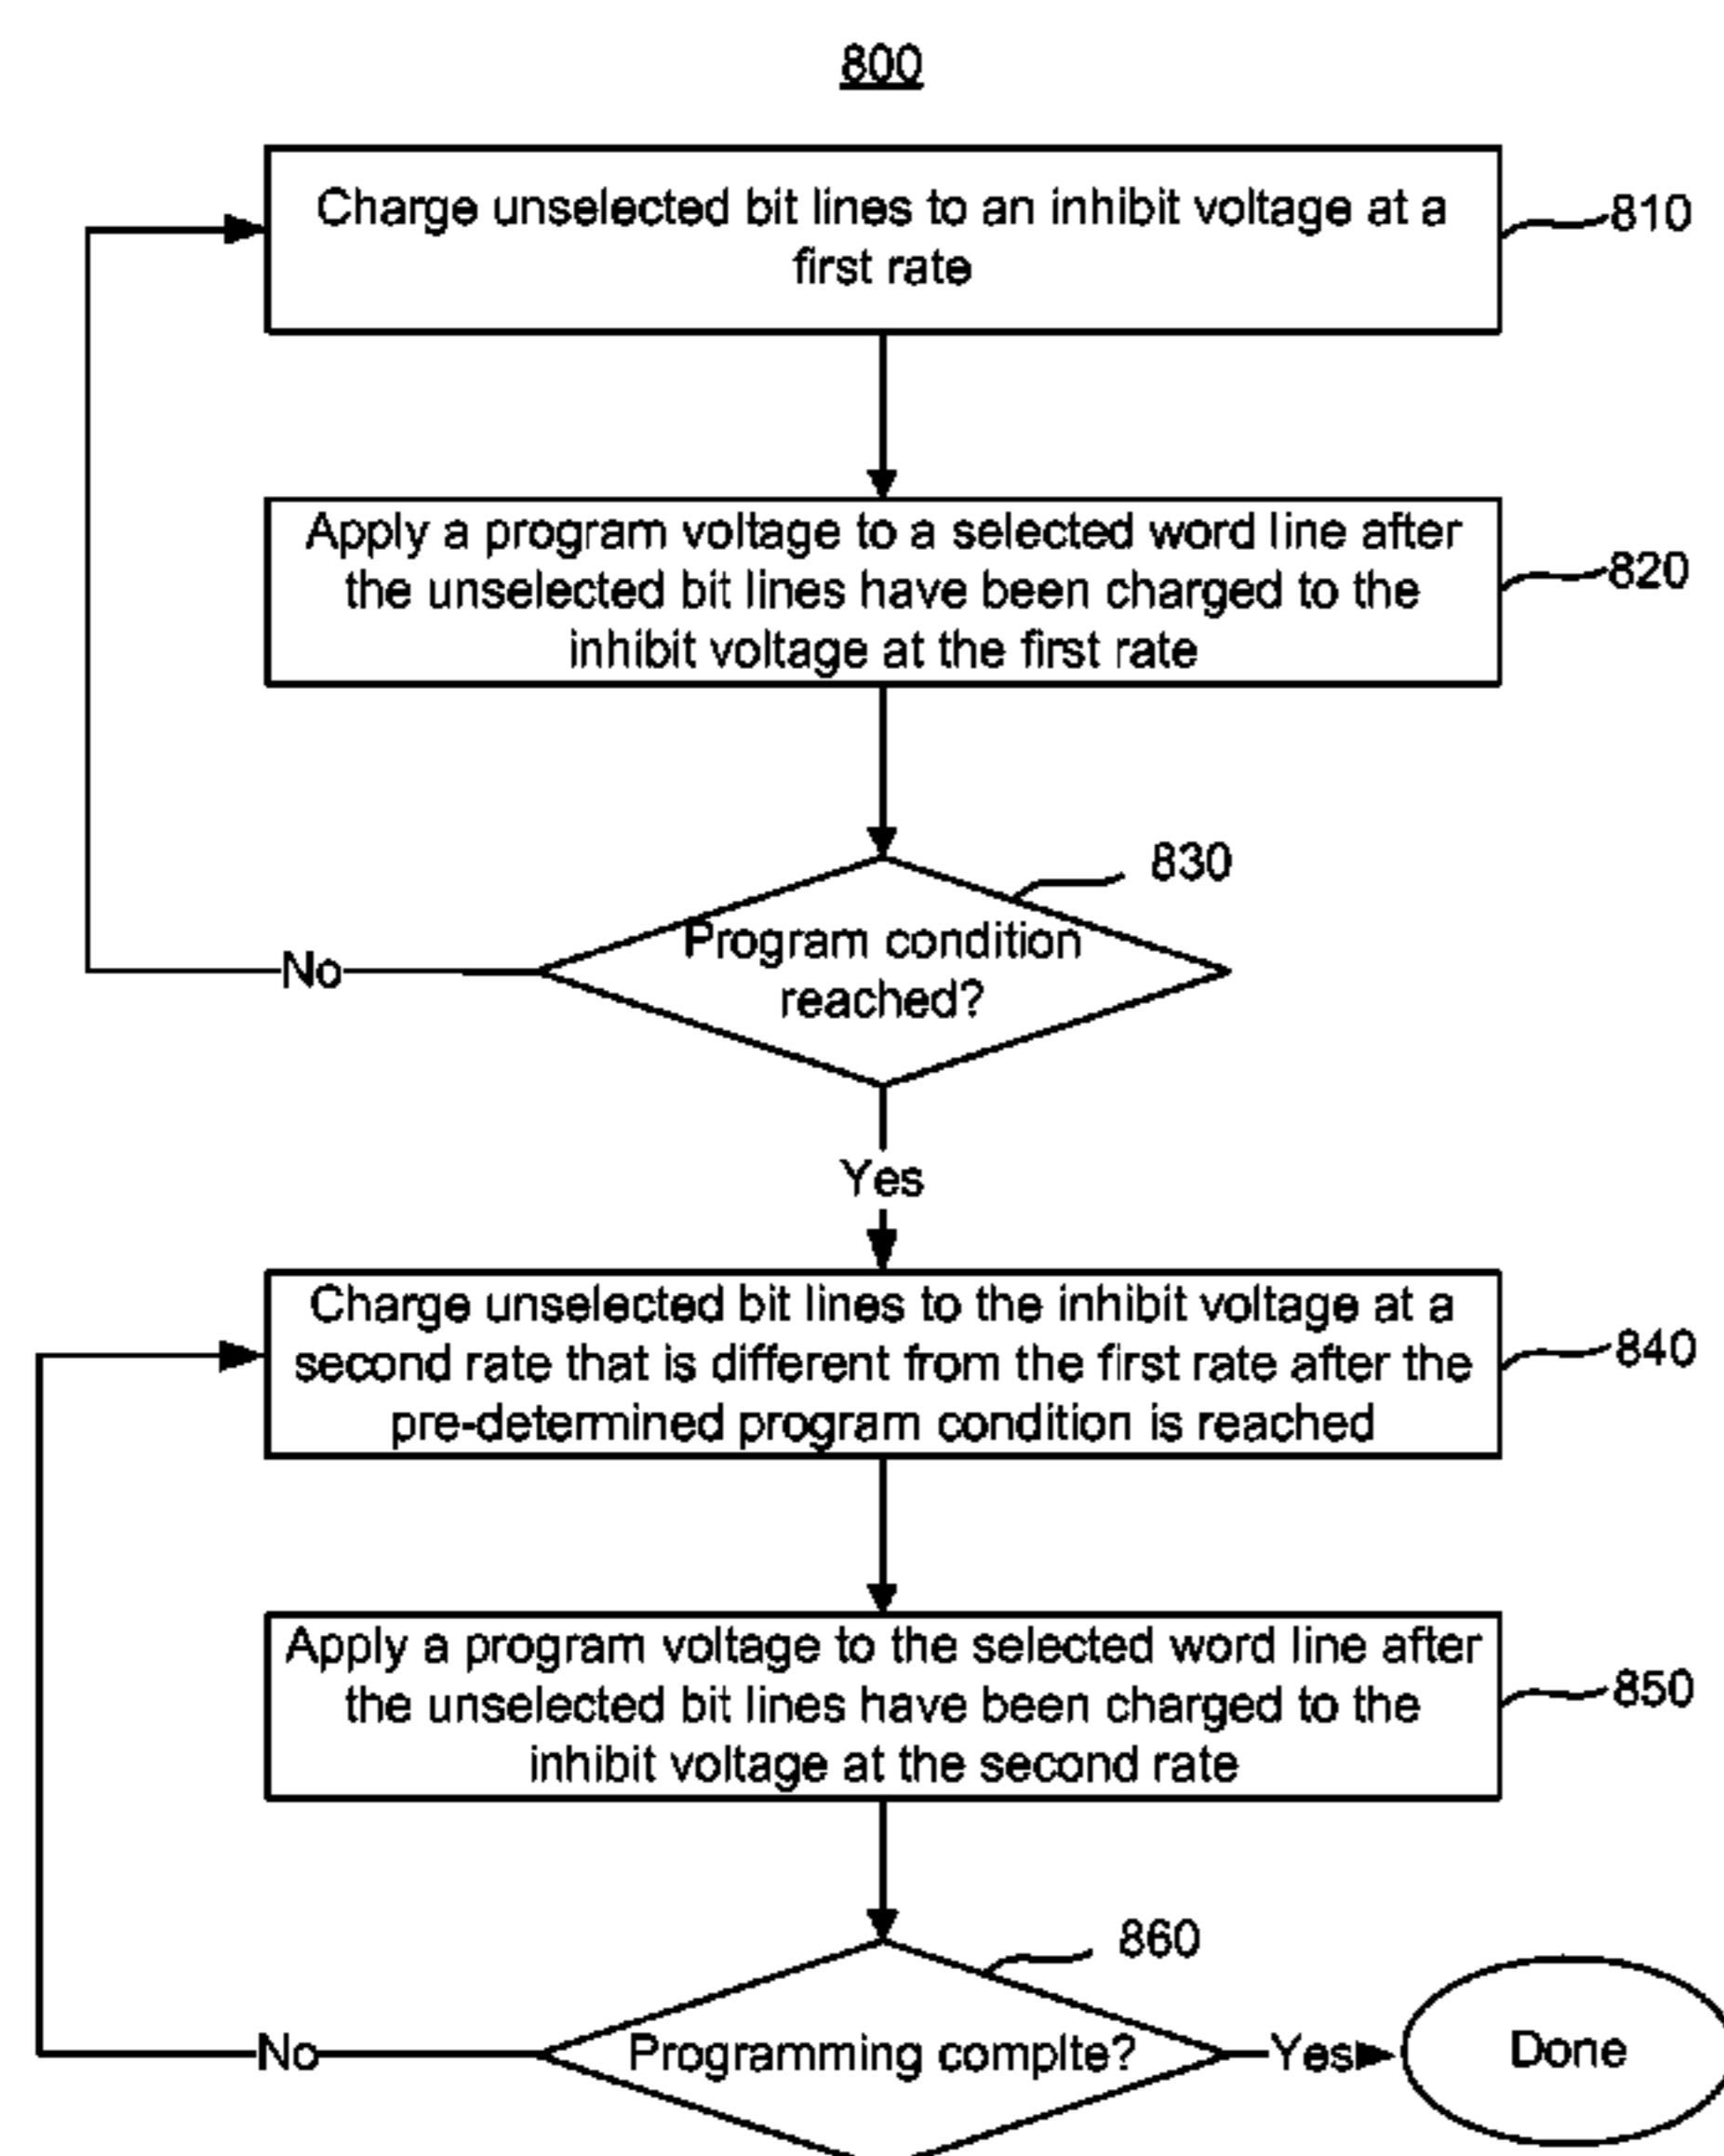 800
Charge unselected bit lines to an inhibit voltage at a
first rate
810
Apply a program voltage to a selected word line after
the unselected bit lines have been charged to the
inhibit voltage at the first rate
820
830
Program condition
reached?
No
Yes
Charge unselected bit lines to the inhibit voltage at a
second rate that is different from the first rate after the
pre-determined program condition is reached
840
Apply a program voltage to the selected word line after
the unselected bit lines have been charged to the
inhibit voltage at the second rate
850
860
Programming complte?
No
Yes
Done